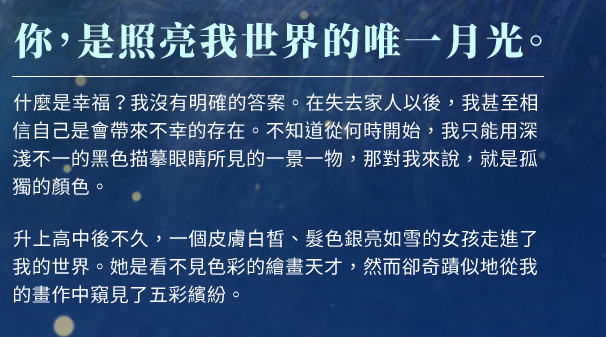 你，是照亮我世界的唯一月光。
什麼是幸福？我沒有明確的答案。在失去家人以後，我甚至相
信自己是會帶來不幸的存在。不知道從何時開始，我只能用深
淺不一的黑色描摹眼睛所見的一景一物，那對我來說，就是孤
獨的顏色。
升上高中後不久，一個皮膚白皙、髮色銀亮如雪的女孩走進了
我的世界。她是看不見色彩的繪畫天才，然而卻奇蹟似地從我
的畫作中窺見了五彩繽紛。